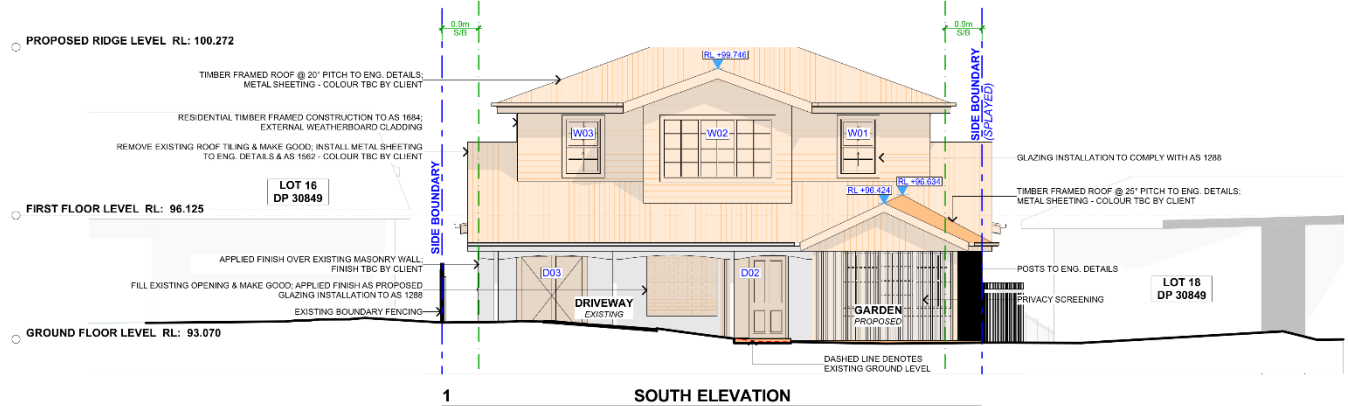 0.9m
S/B
0.9m
S/B
PROPOSED RIDGE LEVEL RL: 100.272
RL +99.746
TIMBER FRAMED ROOF @ 20° PITCH TO ENG. DETAILS;
METAL SHEETING - COLOUR TBC BY CLIENT
RESIDENTIAL TIMBER FRAMED CONSTRUCTION TO AS 1684;
EXTERNAL WEATHERBOARD CLADDING
REMOVE EXISTING ROOF TILING & MAKE GOOD; INSTALL METAL SHEETING
TO ENG. DETAILS & AS 1562 - COLOUR TBC BY CLIENT
W03
W02
W01
SIDE BOUNDARY
(SPLAYED)
GLAZING INSTALLATION TO COMPLY WITH AS 1288
LOT 16
DP 30849
SIDE BOUNDARY
RL +96.424
RL +96.634
TIMBER FRAMED ROOF @ 25° PITCH TO ENG. DETAILS;
METAL SHEETING - COLOUR TBC BY CLIENT
FIRST FLOOR LEVEL RL: 96.125
APPLIED FINISH OVER EXISTING MASONRY WALL;
FINISH TBC BY CLIENT
FILL EXISTING OPENING & MAKE GOOD; APPLIED FINISH AS PROPOSED
GLAZING INSTALLATION TO AS 1288
EXISTING BOUNDARY FENCING
D03
D02
DRIVEWAY
EXISTING
GARDEN
PROPOSED
POSTS TO ENG. DETAILS
PRIVACY SCREENING
LOT 18
DP 30849
GROUND FLOOR LEVEL RL: 93.070
DASHED LINE DENOTES
EXISTING GROUND LEVEL
1 SOUTH ELEVATION